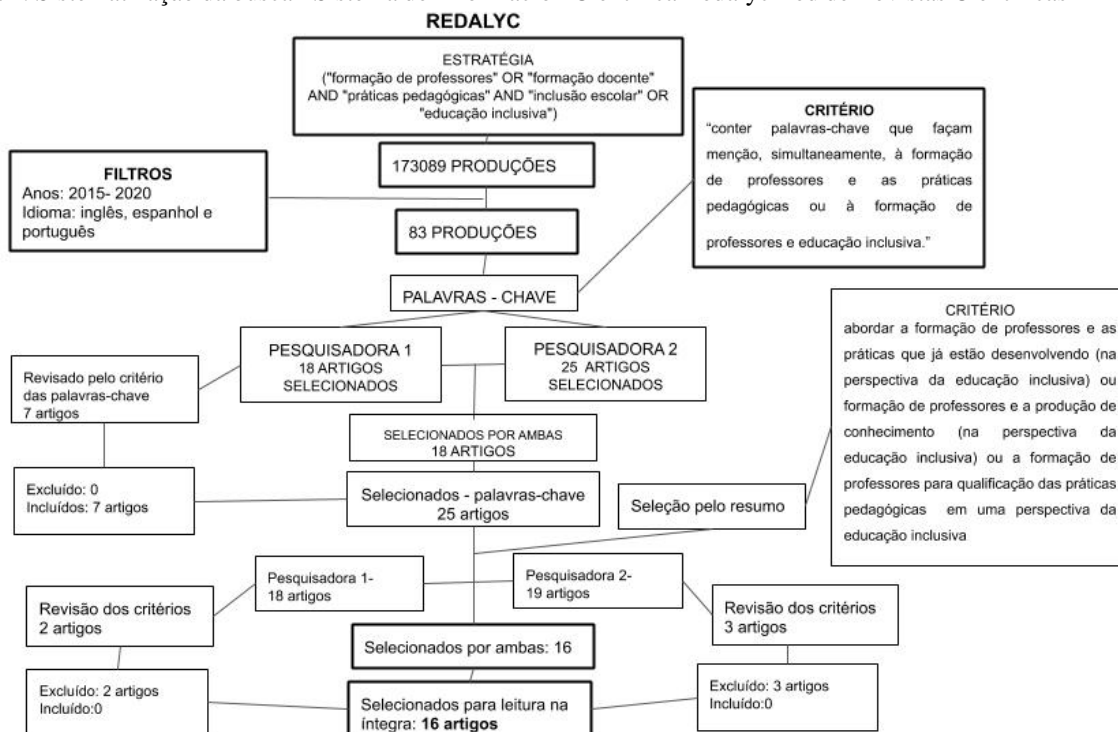 REDALYC
ESTRATÉGIA
("formação de professores" OR "formação docente"
AND "práticas pedagógicas" AND "inclusão escolar" OR
"educação inclusiva")
173089 PRODUÇÕES
FILTROS
Anos: 2015- 2020
Idioma: inglês, espanhol e
português
83 PRODUÇÕES
CRITÉRIO
“conter palavras-chave que façam
menção, simultaneamente, à formação
de professores e as práticas
pedagógicas ou à formação de
professores e educação inclusiva.”
PALAVRAS - CHAVE
PESQUISADORA 1
18 ARTIGOS
SELECIONADOS
PESQUISADORA 2
25 ARTIGOS
SELECIONADOS
Revisado pelo critério
das palavras-chave
7 artigos
SELECIONADOS POR AMBAS
18 ARTIGOS
Excluído: 0
Incluídos: 7 artigos
Selecionados - palavras-chave
25 artigos
Seleção pelo resumo
CRITÉRIO
abordar a formação de professores e as
práticas que já estão desenvolvendo (na
perspectiva da educação inclusiva) ou
formação de professores e a produção de
conhecimento (na perspectiva da
educação inclusiva) ou a formação de
professores para qualificação das práticas
pedagógicas em uma perspectiva da
educação inclusiva
Pesquisadora 1-
18 artigos
Pesquisadora 2-
19 artigos
Revisão dos critérios
2 artigos
Revisão dos critérios
3 artigos
Selecionados por ambas: 16
Excluído: 2 artigos
Incluído:0
Selecionados para leitura na
íntegra: 16 artigos
Excluído: 3 artigos
Incluído:0